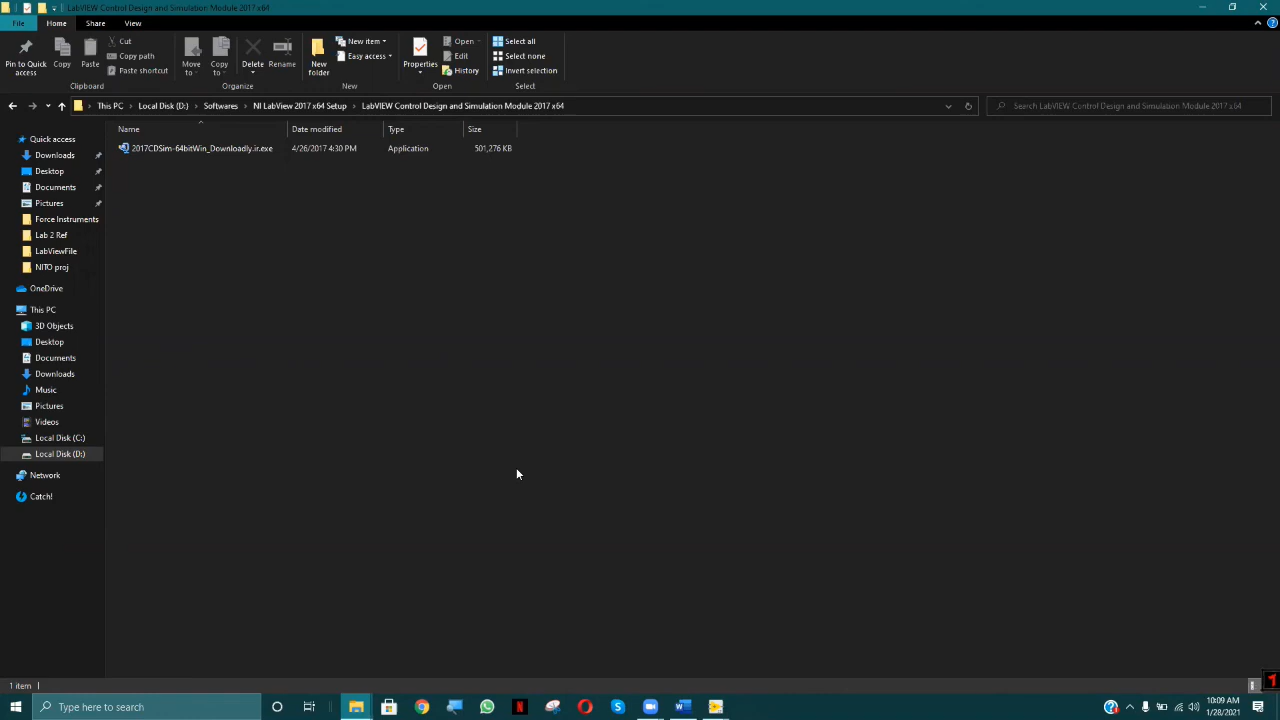 LabVIEW Control Design and Simulation Module 2017 x64
File Home Share View
Pin to Quick access
Copy
Paste
Cut
Copy path
Paste shortcut
Clipboard
Move to
Copy to
Delete
Rename
Organize
New folder
New item
Easy access
New
Properties
Open
Edit
History
Open
Select all
Select none
Invert selection
Select
This PC > Local Disk (D:) > Softwares > NI LabView 2017 x64 Setup > LabVIEW Control Design and Simulation Module 2017 x64
Search LabVIEW Control Design and Simulation Module 2017 x64
Name Date modified Type Size
2017CDSim-64bitWin_Downloadly.ir.exe 4/26/2017 4:30 PM Application 501,276 KB
Quick access
Downloads
Desktop
Documents
Pictures
Force Instruments
Lab 2 Ref
LabViewFile
NITO proj
OneDrive
This PC
3D Objects
Desktop
Documents
Downloads
Music
Pictures
Videos
Local Disk (C:)
Local Disk (D:)
Network
Catch!
1 item
1
Type here to search
10:09 AM
1/28/2021